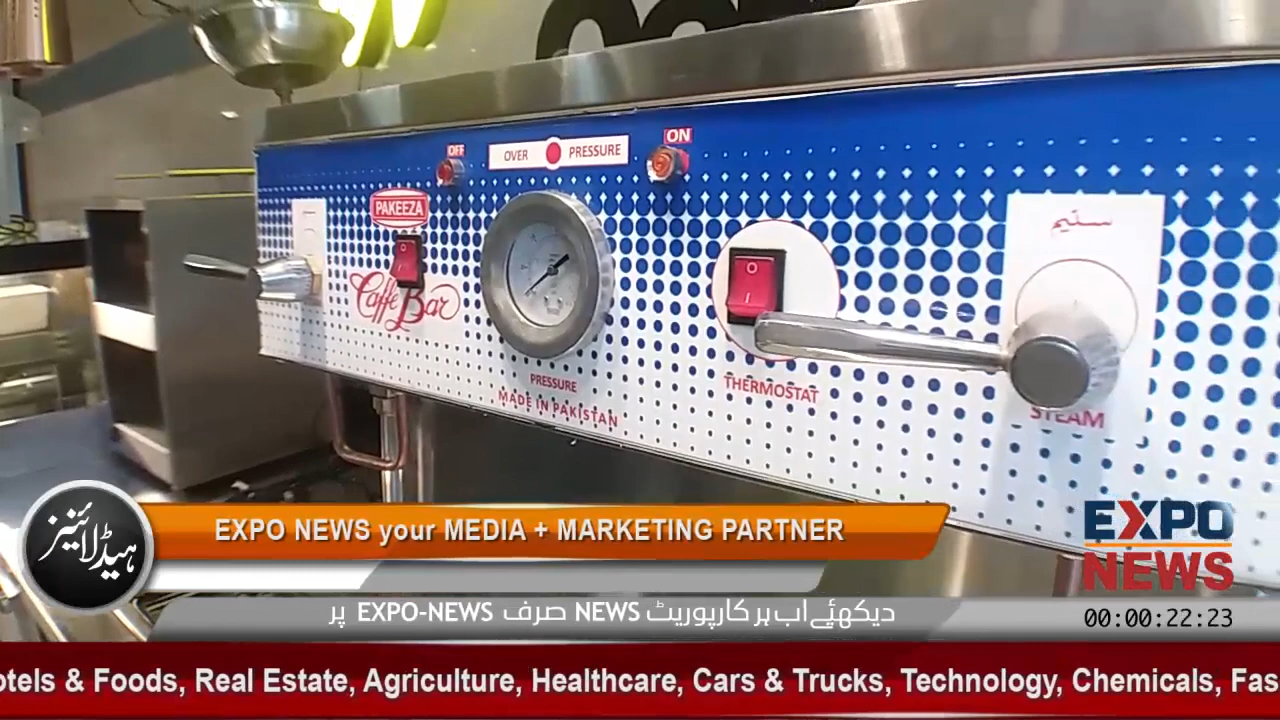 OFF
OVER PRESSURE
ON
PAKEEZA
Caffe Bar
PRESSURE
MADE IN PAKISTAN
O
I
THERMOSTAT
سٹیم
STEAM
ہیڈلائینز
EXPO NEWS your MEDIA + MARKETING PARTNER
دیکھئیے اب ہر کارپوریٹ NEWS صرف EXPO-NEWS پر
EXPO
NEWS
00:00:22:23
otels & Foods, Real Estate, Agriculture, Healthcare, Cars & Trucks, Technology, Chemicals, Fas